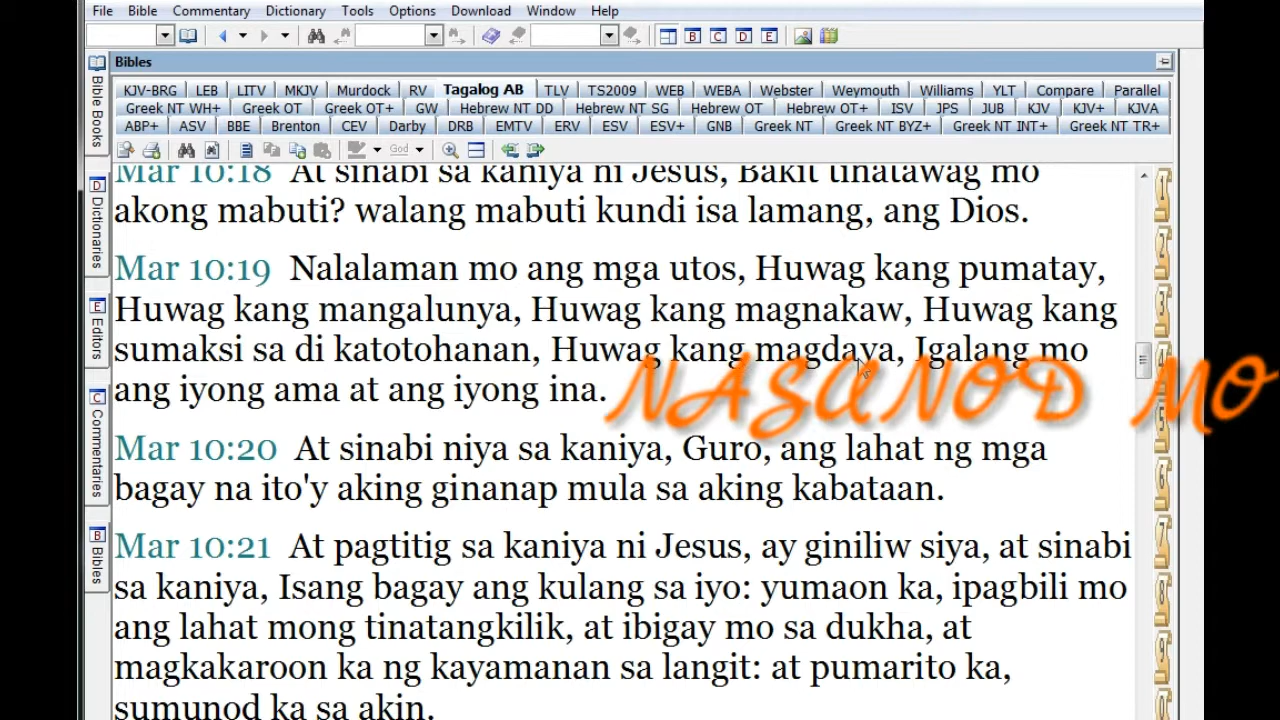 File Bible Commentary Dictionary Tools Options Download Window Help
B C D E
Bibles
KJV-BRG LEB LITV MKJV Murdock RV Tagalog AB TLV TS2009 WEB WEBA Webster Weymouth Williams YLT Compare Parallel
Greek NT WH+ Greek OT Greek OT+ GW Hebrew NT DD Hebrew NT SG Hebrew OT Hebrew OT+ ISV JPS JUB KJV KJV+ KJVA
ABP+ ASV BBE Brenton CEV Darby DRB EMTV ERV ESV ESV+ GNB Greek NT Greek NT BYZ+ Greek NT INT+ Greek NT TR+
God
Bible Books
D Dictionaries
E Editors
C Commentaries
B Bibles
Mar 10:18 At sinabi sa kaniya ni Jesus, Bakit tinatawag mo
akong mabuti? walang mabuti kundi isa lamang, ang Dios.
Mar 10:19 Nalalaman mo ang mga utos, Huwag kang pumatay,
Huwag kang mangalunya, Huwag kang magnakaw, Huwag kang
sumaksi sa di katotohanan, Huwag kang magdaya, Igalang mo
ang iyong ama at ang iyong ina.
NASUNOD MO
Mar 10:20 At sinabi niya sa kaniya, Guro, ang lahat ng mga
bagay na ito'y aking ginanap mula sa aking kabataan.
Mar 10:21 At pagtitig sa kaniya ni Jesus, ay giniliw siya, at sinabi
sa kaniya, Isang bagay ang kulang sa iyo: yumaon ka, ipagbili mo
ang lahat mong tinatangkilik, at ibigay mo sa dukha, at
magkakaroon ka ng kayamanan sa langit: at pumarito ka,
sumunod ka sa akin.
1
2
3
4
5
6
7
8
9
0